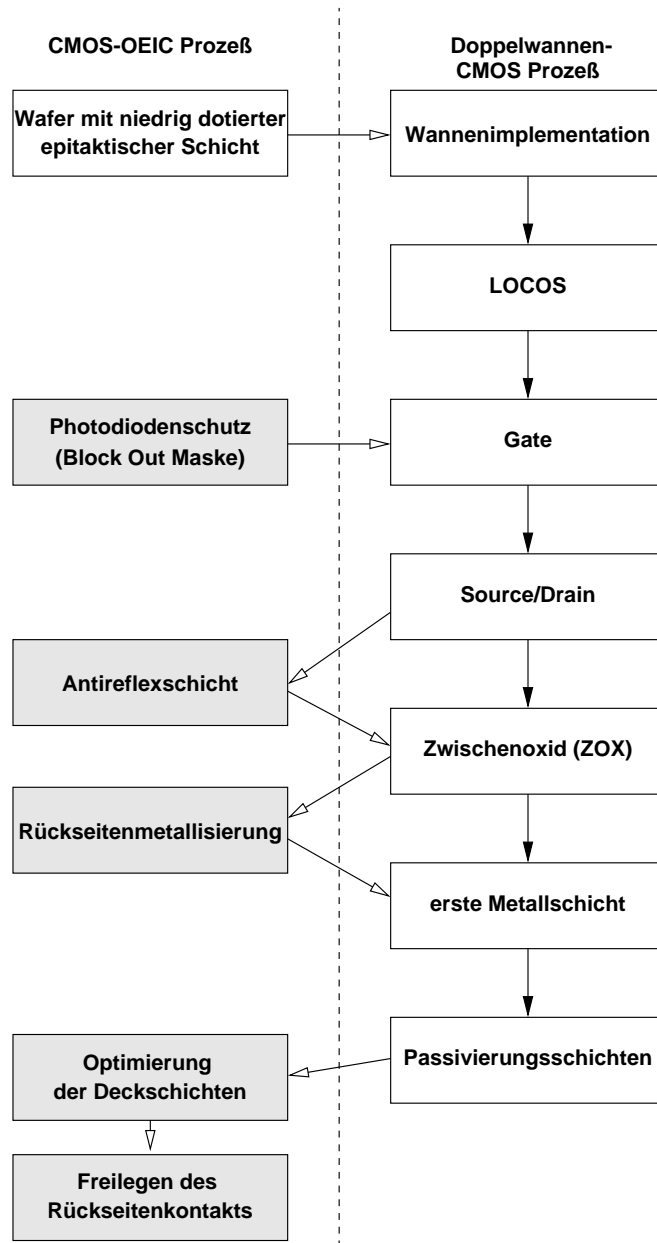 CMOS-OEIC Prozeß
Doppelwannen-
CMOS Prozeß
Wafer mit niedrig dotierter
epitaktischer Schicht
Wannenimplementation
LOCOS
Photodiodenschutz
(Block Out Maske)
Gate
Source/Drain
Antireflexschicht
Zwischenoxid (ZOX)
Rückseitenmetallisierung
erste Metallschicht
Passivierungsschichten
Optimierung
der Deckschichten
Freilegen des
Rückseitenkontakts